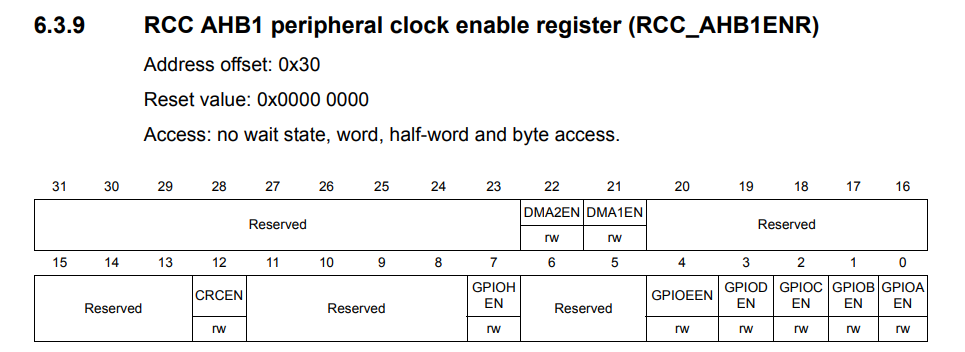 6.3.9 RCC AHB1 peripheral clock enable register (RCC_AHB1ENR)
Address offset: 0x30
Reset value: 0x0000 0000
Access: no wait state, word, half-word and byte access.
31 30 29 28 27 26 25 24 23 22 21 20 19 18 17 16
Reserved DMA2EN DMA1EN Reserved
rw rw
15 14 13 12 11 10 9 8 7 6 5 4 3 2 1 0
Reserved CRCEN Reserved GPIOH EN Reserved GPIOEEN GPIOD EN GPIOC EN GPIOB EN GPIOA EN
rw rw rw rw rw rw rw